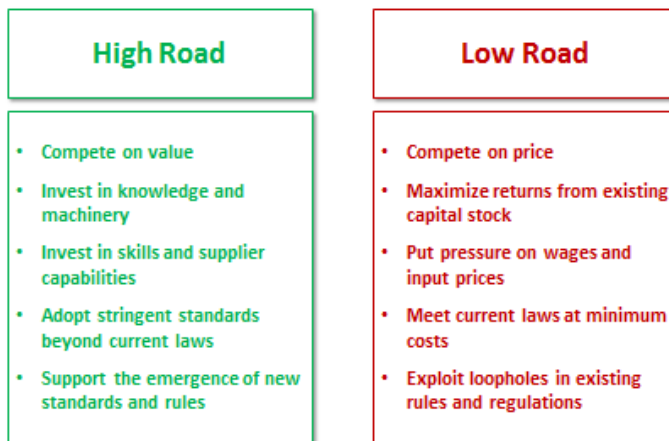 High Road
• Compete on value
• Invest in knowledge and
machinery
• Invest in skills and supplier
capabilities
• Adopt stringent standards
beyond current laws
• Support the emergence of new
standards and rules
Low Road
• Compete on price
• Maximize returns from existing
capital stock
• Put pressure on wages and
input prices
• Meet current laws at minimum
costs
• Exploit loopholes in existing
rules and regulations